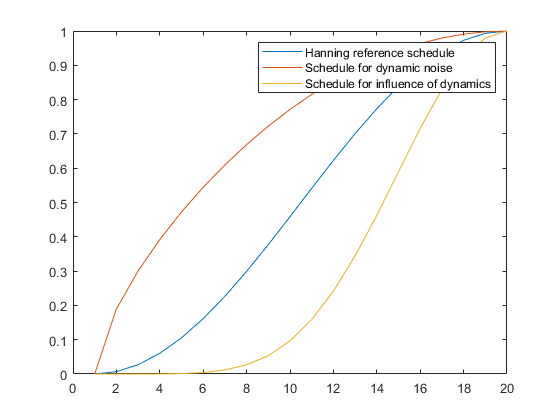 1
0.9
0.8
0.7
0.6
0.5
0.4
0.3
0.2
0.1
0
Hanning reference schedule
Schedule for dynamic noise
Schedule for influence of dynamics
0 2 4 6 8 10 12 14 16 18 20